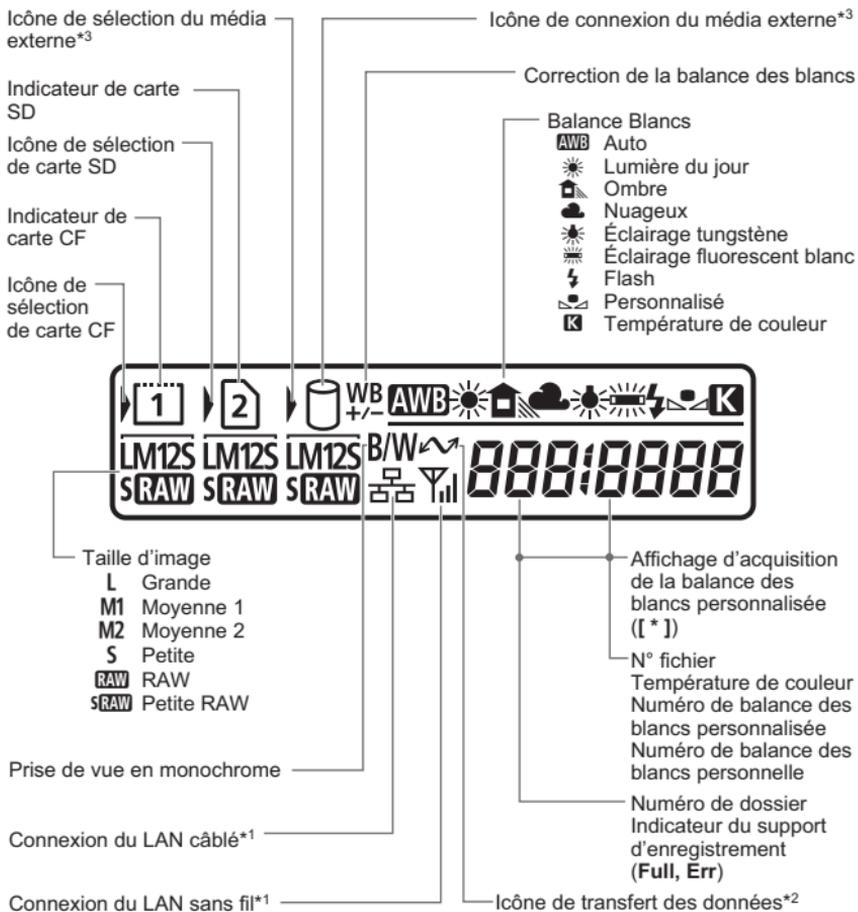 Icône de sélection du média
externe*3
Icône de connexion du média externe*3
Correction de la balance des blancs
Indicateur de carte
SD
Icône de sélection
de carte SD
Indicateur de
carte CF
Icône de
sélection
de carte CF
Balance Blancs
AWB Auto
Lumière du jour
Ombre
Nuageux
Éclairage tungstène
Éclairage fluorescent blanc
Flash
Personnalisé
K Température de couleur
1 2 WB +/- AWB K
LM12S LM12S LM12S B/W
S RAW S RAW S RAW 888:8888
Taille d'image
L Grande
M1 Moyenne 1
M2 Moyenne 2
S Petite
RAW RAW
SRAW Petite RAW
Prise de vue en monochrome
Connexion du LAN câblé*1
Connexion du LAN sans fil*1
Affichage d'acquisition
de la balance des
blancs personnalisée
([ * ])
N° fichier
Température de couleur
Numéro de balance des
blancs personnalisée
Numéro de balance des
blancs personnelle
Numéro de dossier
Indicateur du support
d'enregistrement
(Full, Err)
Icône de transfert des données*2